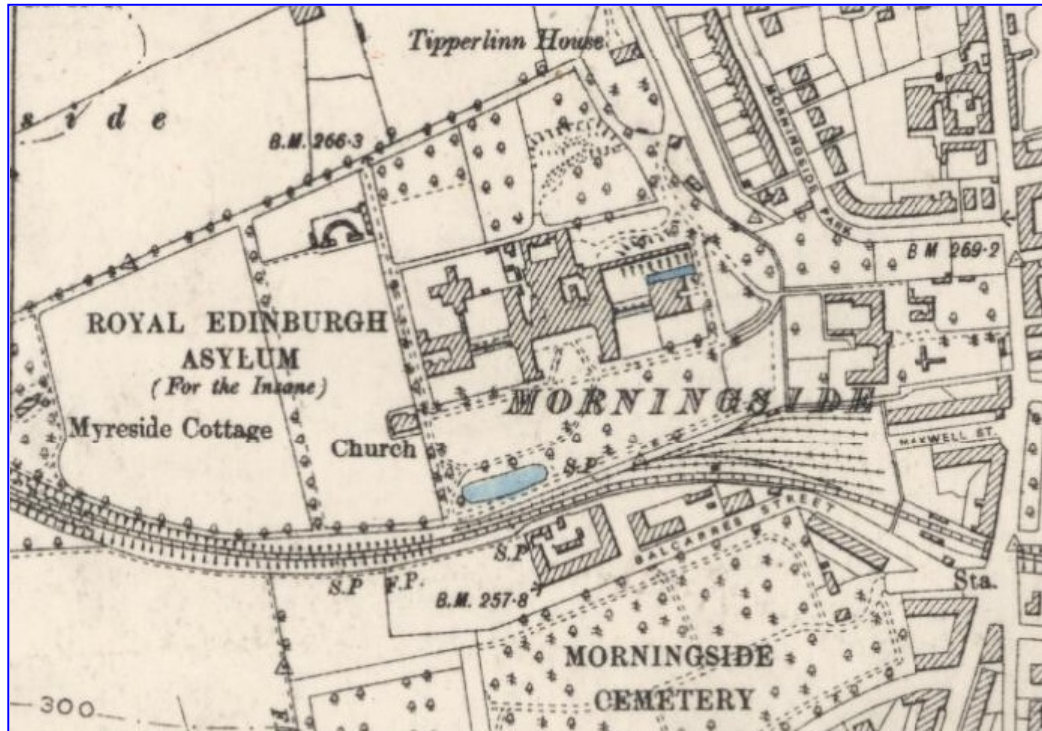 Tipperlinn House
s i d e
B.M. 266·3
MORNINGSIDE
PARK
B M 269·2
ROYAL EDINBURGH
ASYLUM
(For the Insane)
Myreside Cottage
Church
MORNINGSIDE
MAXWELL ST.
S.P.
BALCARRES STREET
S.P.
S.P. F.P.
B.M. 257·8
Sta.
MORNINGSIDE
CEMETERY
300